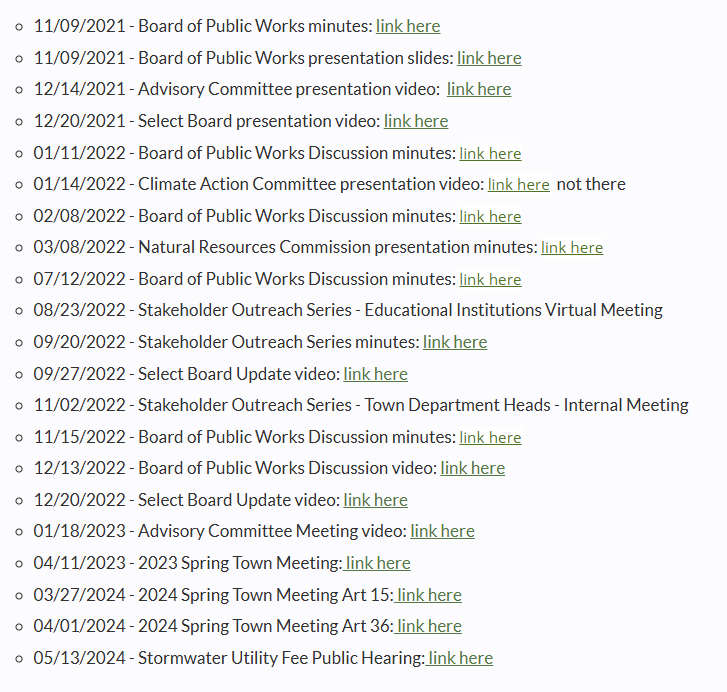 11/09/2021 - Board of Public Works minutes: link here
11/09/2021 - Board of Public Works presentation slides: link here
12/14/2021 - Advisory Committee presentation video: link here
12/20/2021 - Select Board presentation video: link here
01/11/2022 - Board of Public Works Discussion minutes: link here
01/14/2022 - Climate Action Committee presentation video: link here not there
02/08/2022 - Board of Public Works Discussion minutes: link here
03/08/2022 - Natural Resources Commission presentation minutes: link here
07/12/2022 - Board of Public Works Discussion minutes: link here
08/23/2022 - Stakeholder Outreach Series - Educational Institutions Virtual Meeting
09/20/2022 - Stakeholder Outreach Series minutes: link here
09/27/2022 - Select Board Update video: link here
11/02/2022 - Stakeholder Outreach Series - Town Department Heads - Internal Meeting
11/15/2022 - Board of Public Works Discussion minutes: link here
12/13/2022 - Board of Public Works Discussion video: link here
12/20/2022 - Select Board Update video: link here
01/18/2023 - Advisory Committee Meeting video: link here
04/11/2023 - 2023 Spring Town Meeting: link here
03/27/2024 - 2024 Spring Town Meeting Art 15: link here
04/01/2024 - 2024 Spring Town Meeting Art 36: link here
05/13/2024 - Stormwater Utility Fee Public Hearing: link here